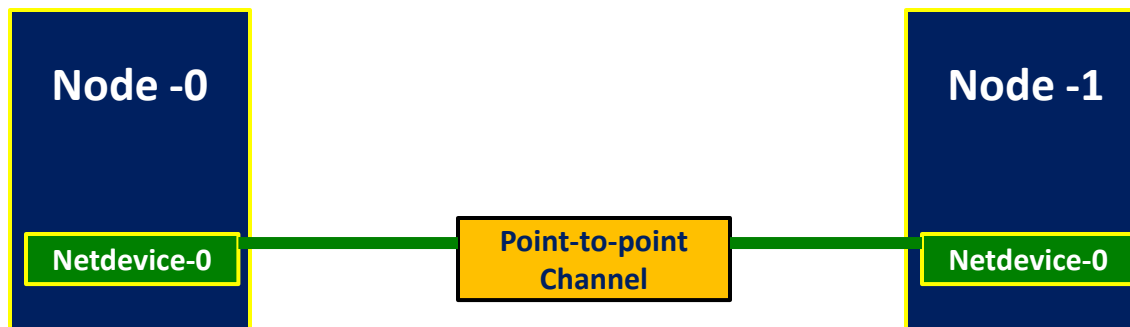 Node -0
Node -1
Netdevice-0
Point-to-point
Channel
Netdevice-0